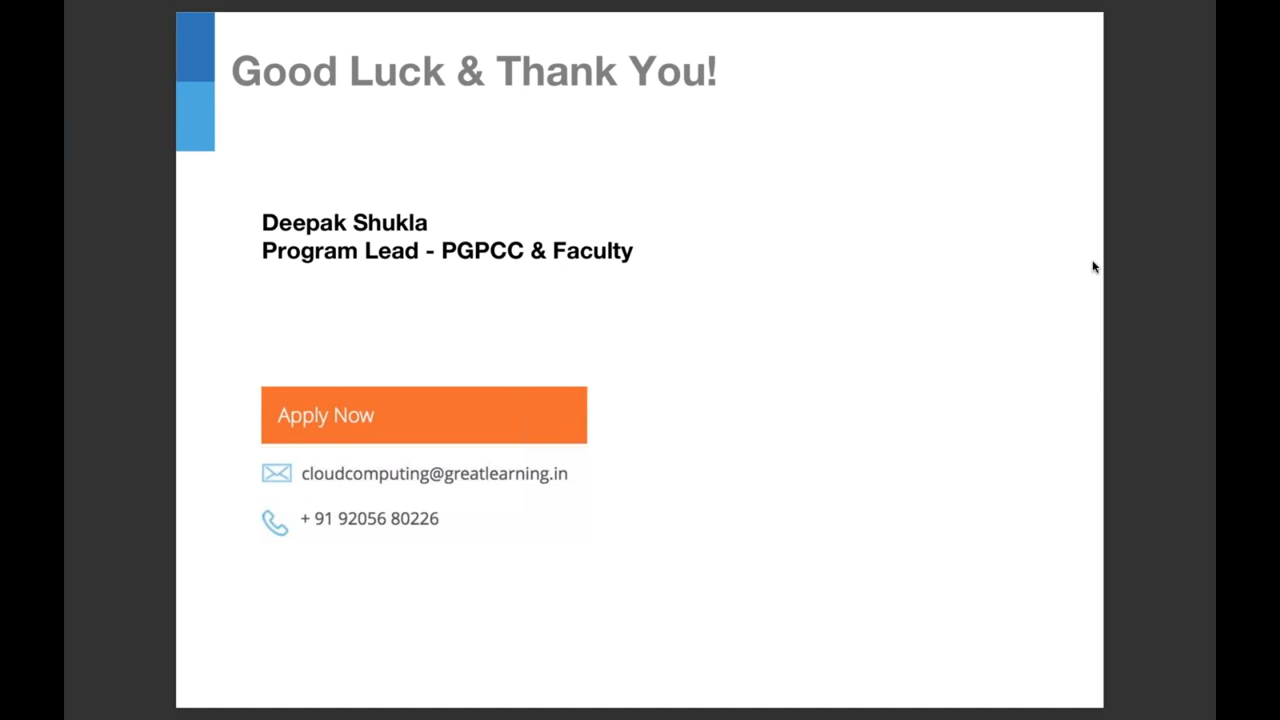 Good Luck & Thank You!
Deepak Shukla
Program Lead - PGPCC & Faculty
Apply Now
cloudcomputing@greatlearning.in
+ 91 92056 80226